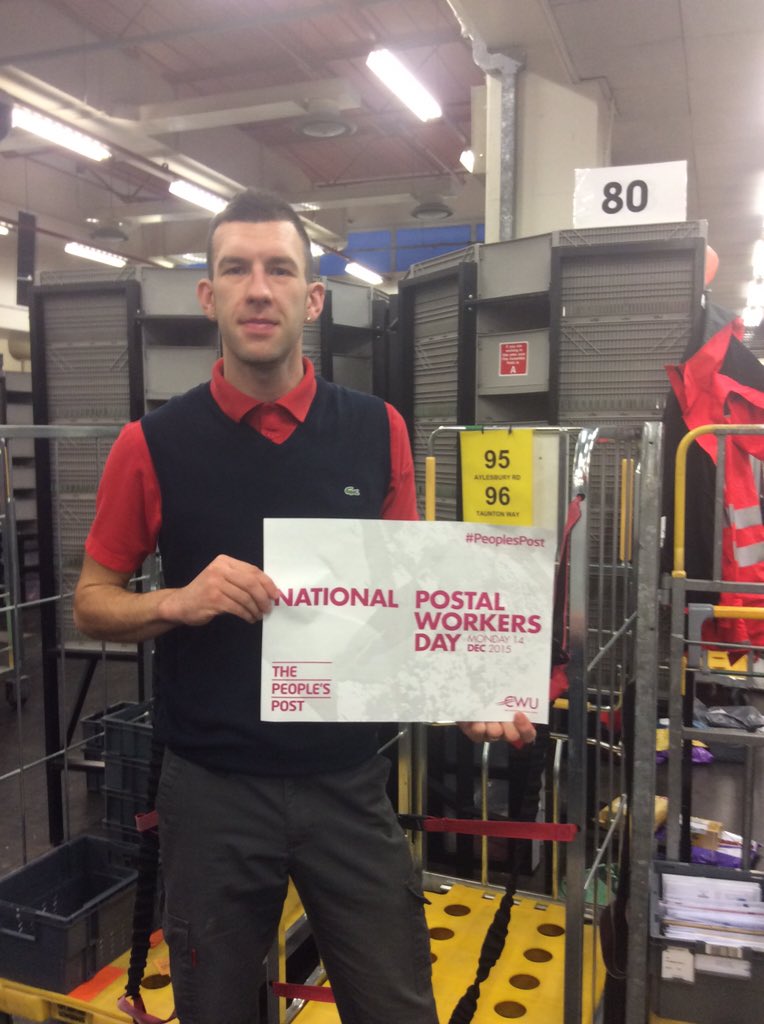 80
95
AYLESBURY RD
96
TAUNTON WAY
#PeoplesPost
NATIONAL POSTAL
WORKERS
DAY MONDAY 14
DEC 2015
THE
PEOPLE'S
POST
CWU
A